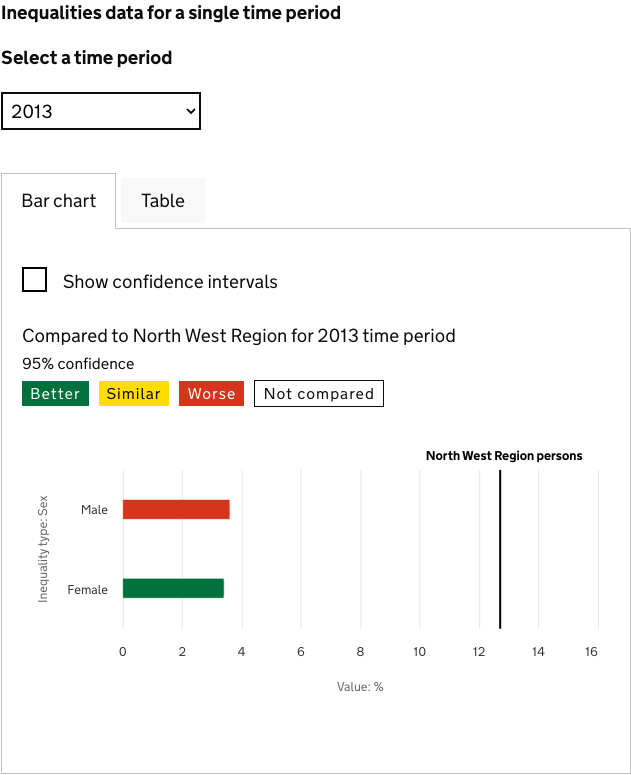 Inequalities data for a single time period
Select a time period
2013
Bar chart Table
Show confidence intervals
Compared to North West Region for 2013 time period
95% confidence
Better Similar Worse Not compared
North West Region persons
Inequality type: Sex
Male
Female
0 2 4 6 8 10 12 14 16
Value: %